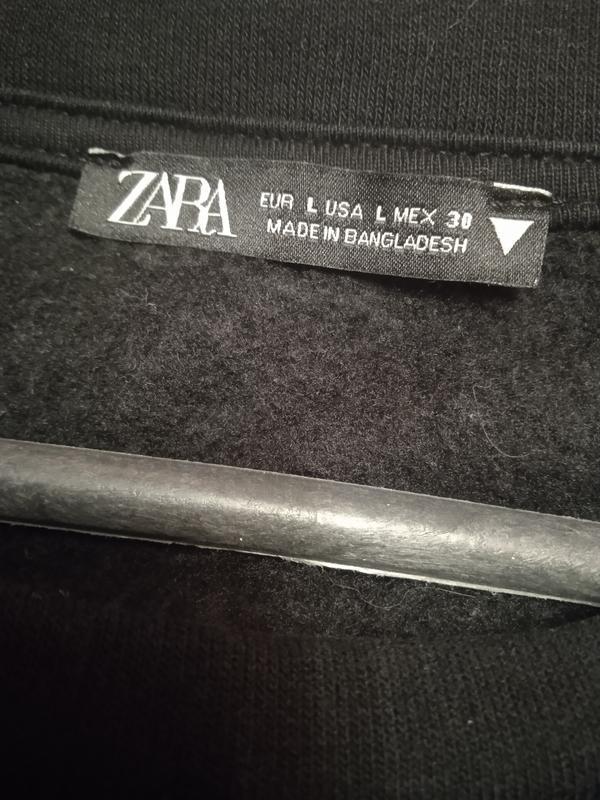 ZARA
EUR L USA L MEX 30
MADE IN BANGLADESH